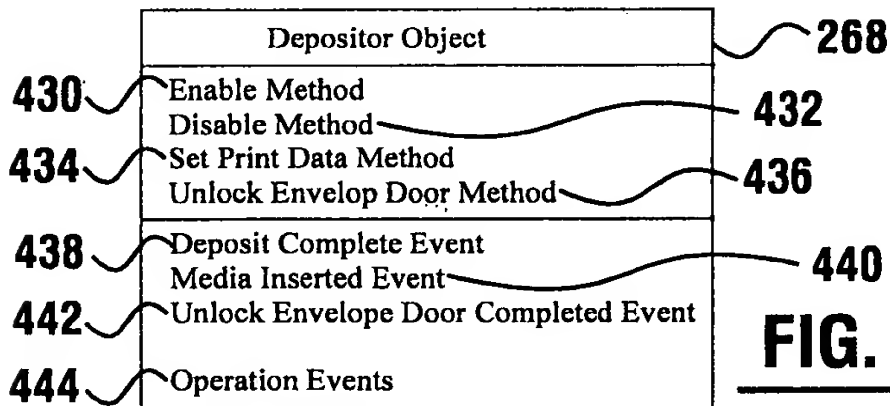 Depositor Object 268
430 Enable Method
Disable Method 432
434 Set Print Data Method
Unlock Envelop Door Method 436
438 Deposit Complete Event
Media Inserted Event 440
442 Unlock Envelope Door Completed Event
FIG.
444 Operation Events